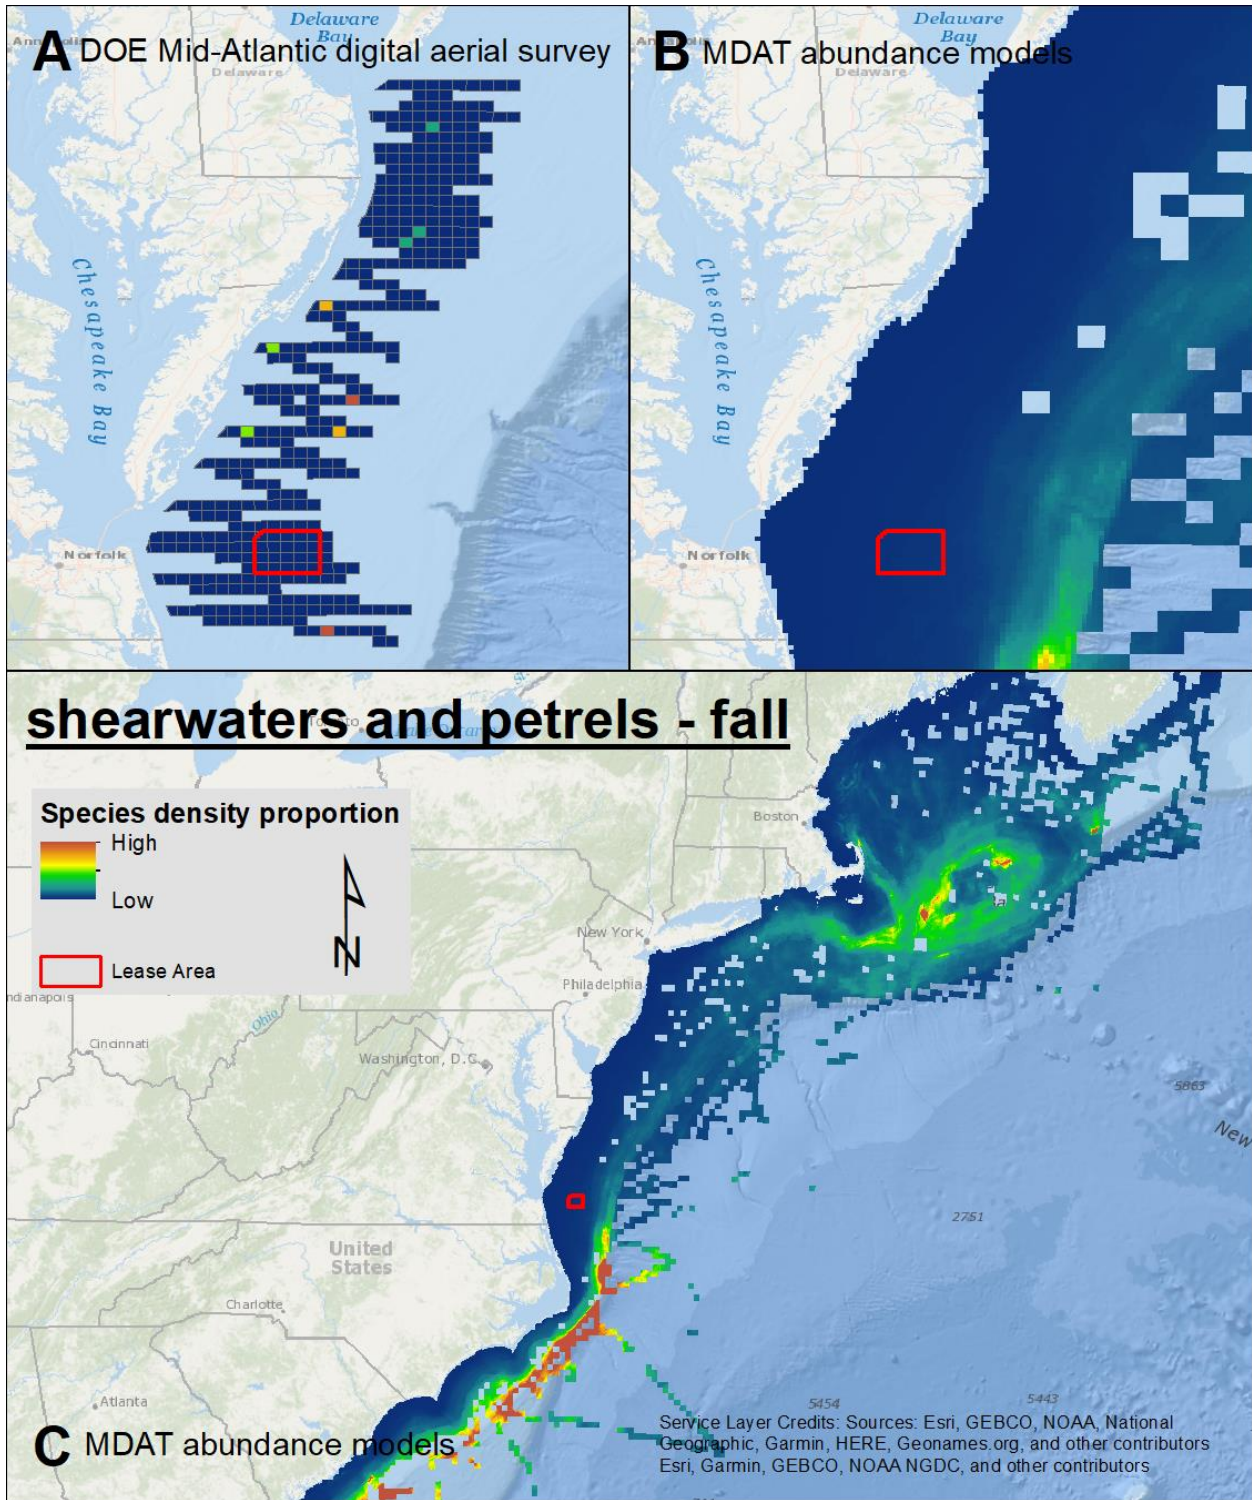 Delaware
Bay
A DOE Mid-Atlantic digital aerial survey
Delaware
Chesapeake Bay
Norfolk
Delaware
Bay
B MDAT abundance models
Delaware
Chesapeake Bay
Norfolk
shearwaters and petrels - fall
Species density proportion
High
Low
N
Lease Area
Boston
New York
Philadelphia
Indianapolis
Ohio
Cincinnati
Washington, D.C.
5863
New
2751
United
States
Charlotte
Atlanta
5454
5443
C MDAT abundance models
Service Layer Credits: Sources: Esri, GEBCO, NOAA, National
Geographic, Garmin, HERE, Geonames.org, and other contributors
Esri, Garmin, GEBCO, NOAA NGDC, and other contributors